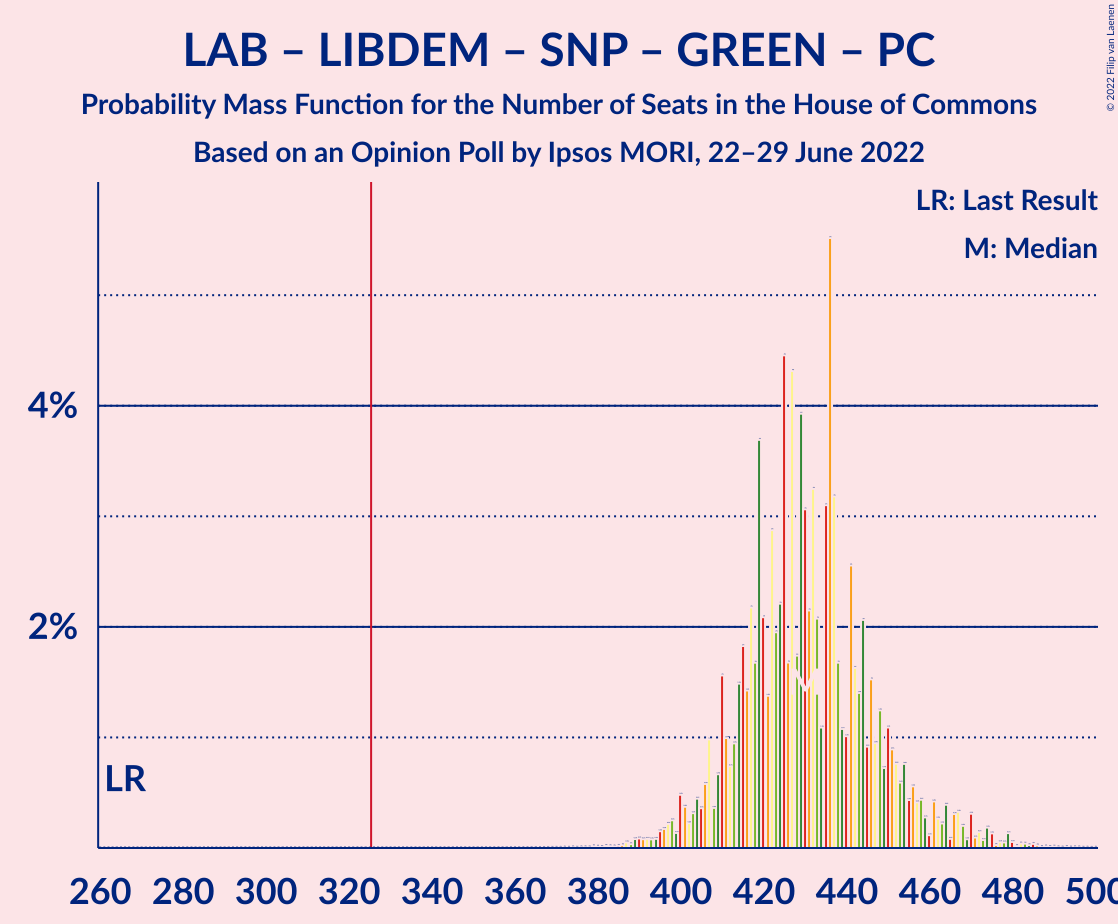 LAB – LIBDEM – SNP – GREEN – PC
Probability Mass Function for the Number of Seats in the House of Commons
Based on an Opinion Poll by Ipsos MORI, 22–29 June 2022
© 2022 Filip van Laenen
LR: Last Result
M: Median
4%
2%
LR
M
260 280 300 320 340 360 380 400 420 440 460 480 500